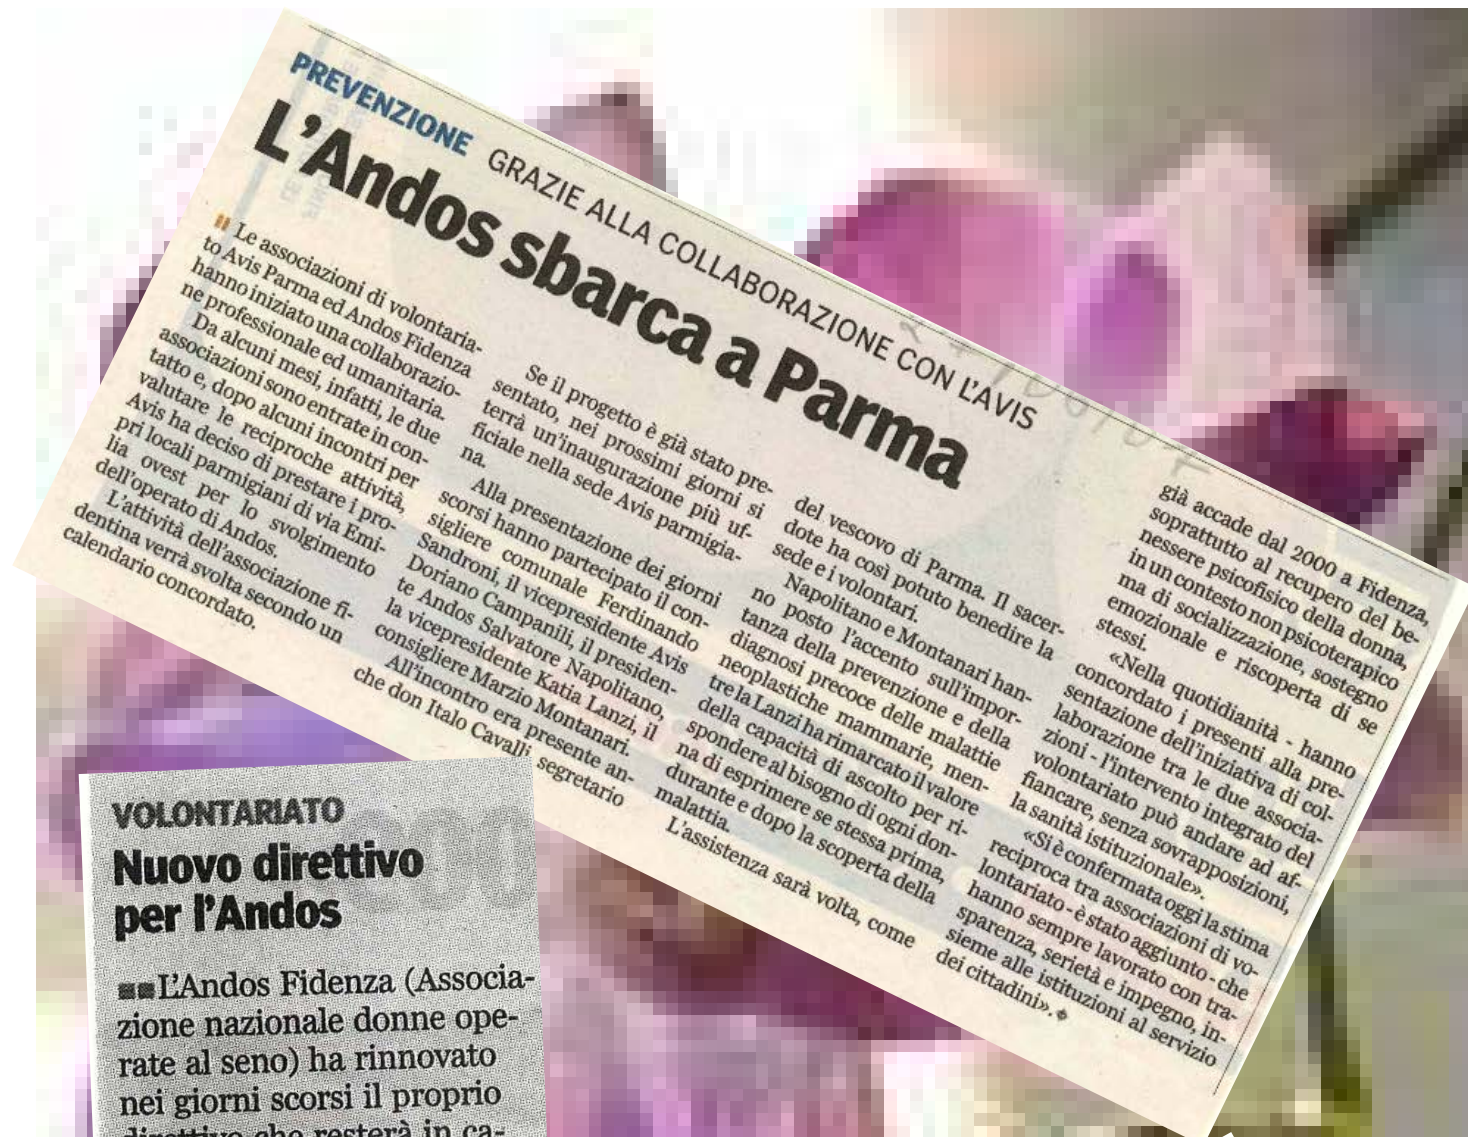 PREVENZIONE GRAZIE ALLA COLLABORAZIONE CON L'AVIS
L'Andos sbarca a Parma
Le associazioni di volontaria-
to Avis Parma ed Andos Fidenza
hanno iniziato una collaborazio-
ne professionale ed umanitaria.
Da alcuni mesi, infatti, le due
associazioni sono entrate in con-
tatto e, dopo alcuni incontri per
valutare le reciproche attività,
Avis ha deciso di prestare i pro-
pri locali parmigiani di via Emi-
lia ovest per lo svolgimento
dell'operato di Andos.
L'attività dell'associazione fi-
dentina verrà svolta secondo un
calendario concordato.
Se il progetto è già stato pre-
sentato, nei prossimi giorni si
terrà un'inaugurazione più uf-
ficiale nella sede Avis parmigia-
na.
Alla presentazione dei giorni
scorsi hanno partecipato il con-
sigliere comunale Ferdinando
Sandroni, il vicepresidente Avis
Doriano Campanili, il presiden-
te Andos Salvatore Napolitano,
la vicepresidente Katia Lanzi, il
consigliere Marzio Montanari.
All'incontro era presente an-
che don Italo Cavalli, segretario
del vescovo di Parma. Il sacer-
dote ha così potuto benedire la
sede e i volontari.
Napolitano e Montanari han-
no posto l'accento sull'impor-
tanza della prevenzione e della
diagnosi precoce delle malattie
neoplastiche mammarie, men-
tre la Lanzi ha rimarcato il valore
della capacità di ascolto per ri-
spondere al bisogno di ogni don-
na di esprimere se stessa prima,
durante e dopo la scoperta della
malattia.
L'assistenza sarà volta, come
già accade dal 2000 a Fidenza,
soprattutto al recupero del be-
nessere psicofisico della donna,
in un contesto non psicoterapico
ma di socializzazione, sostegno
emozionale e riscoperta di se
stessi.
«Nella quotidianità - hanno
concordato i presenti alla pre-
sentazione dell'iniziativa di col-
laborazione tra le due associa-
zioni - l'intervento integrato del
volontariato può andare ad af-
fiancare, senza sovrapposizioni,
la sanità istituzionale».
«Si è confermata oggi la stima
reciproca tra associazioni di vo-
lontariato - è stato aggiunto - che
hanno sempre lavorato con tra-
sparenza, serietà e impegno, in-
sieme alle istituzioni al servizio
dei cittadini».
VOLONTARIATO
Nuovo direttivo
per l'Andos
L'Andos Fidenza (Associa-
zione nazionale donne ope-
rate al seno) ha rinnovato
nei giorni scorsi il proprio
direttivo che resterà in ca-